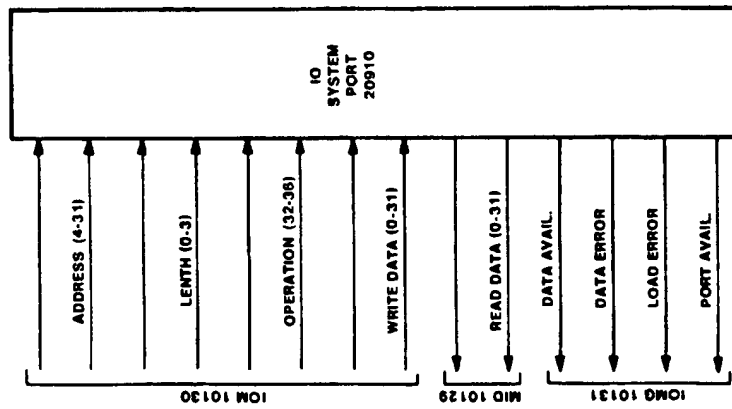 IO
SYSTEM
PORT
20910
ADDRESS (4-31)
LENTH (0-3)
OPERATION (32-36)
WRITE DATA (0-31)
READ DATA (0-31)
DATA AVAIL.
DATA ERROR
LOAD ERROR
PORT AVAIL.
IOM 10130
MID 10129
IOMQ 10131